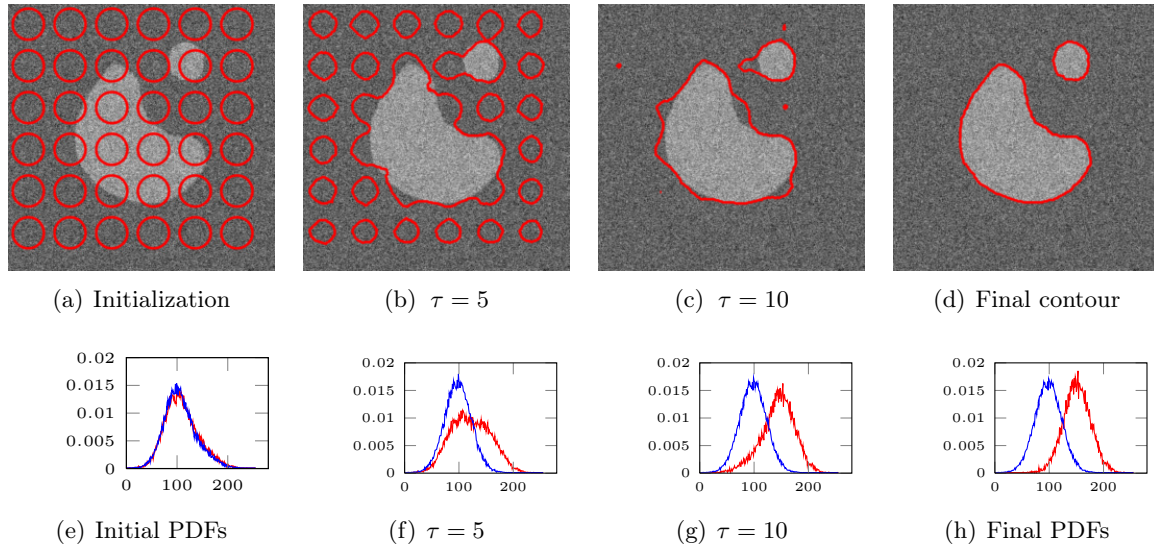 (a) Initialization
(b) τ = 5
(c) τ = 10
(d) Final contour
0.02
0.015
0.01
0.005
0
0 100 200
0.02
0.015
0.01
0.005
0
0 100 200
0.02
0.015
0.01
0.005
0
0 100 200
0.02
0.015
0.01
0.005
0
0 100 200
(e) Initial PDFs
(f) τ = 5
(g) τ = 10
(h) Final PDFs